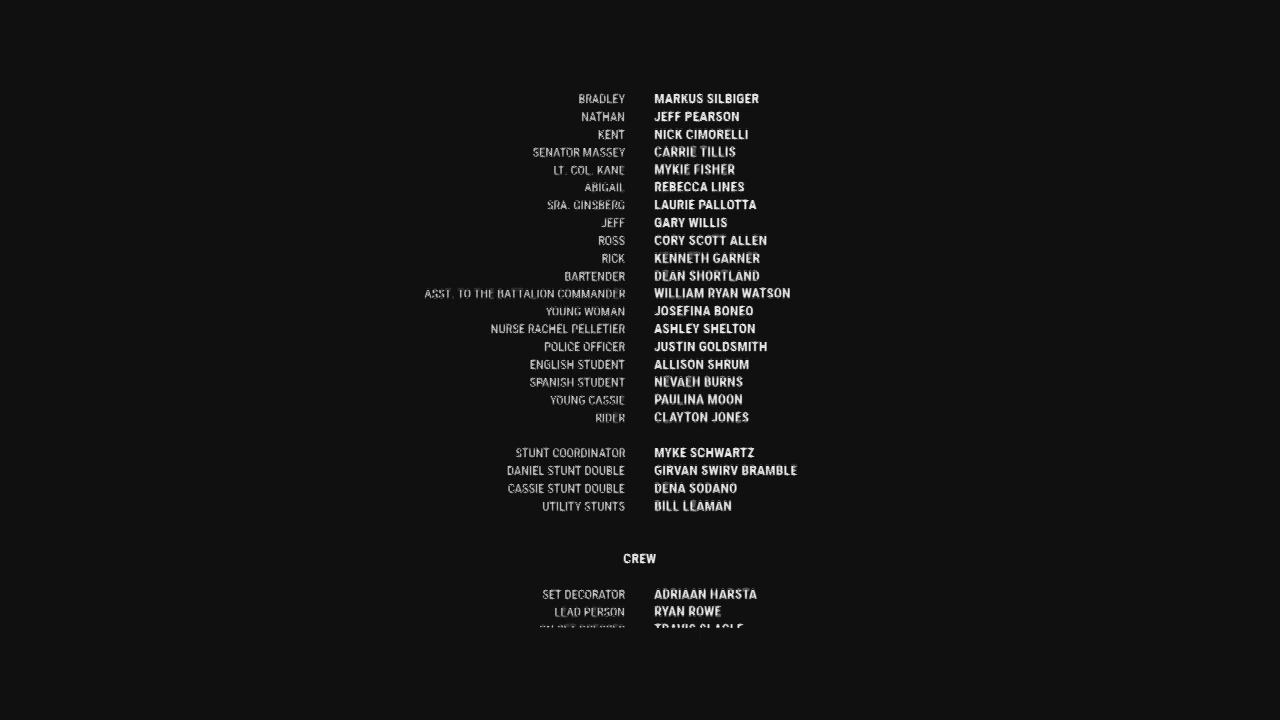 BRADLEY MARKUS SILBIGER
NATHAN JEFF PEARSON
KENT NICK CIMORELLI
SENATOR MASSEY CARRIE TILLIS
LT. COL. KANE MYKIE FISHER
ABIGAIL REBECCA LINES
SRA. GINSBERG LAURIE PALLOTTA
JEFF GARY WILLIS
ROSS CORY SCOTT ALLEN
RICK KENNETH GARNER
BARTENDER DEAN SHORTLAND
ASST. TO THE BATTALION COMMANDER WILLIAM RYAN WATSON
YOUNG WOMAN JOSEFINA BONEO
NURSE RACHEL PELLETIER ASHLEY SHELTON
POLICE OFFICER JUSTIN GOLDSMITH
ENGLISH STUDENT ALLISON SHRUM
SPANISH STUDENT NEVAEH BURNS
YOUNG CASSIE PAULINA MOON
RIDER CLAYTON JONES
STUNT COORDINATOR MYKE SCHWARTZ
DANIEL STUNT DOUBLE GIRVAN SWIRV BRAMBLE
CASSIE STUNT DOUBLE DENA SODANO
UTILITY STUNTS BILL LEAMAN
CREW
SET DECORATOR ADRIAAN HARSTA
LEAD PERSON RYAN ROWE